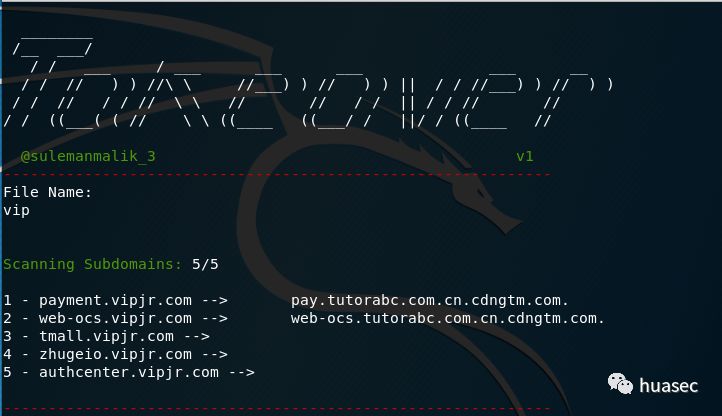 Takeover
@sulemanmalik_3 v1
File Name:
vip
Scanning Subdomains: 5/5
1 - payment.vipjr.com --> pay.tutorabc.com.cn.cdngtm.com.
2 - web-ocs.vipjr.com --> web-ocs.tutorabc.com.cn.cdngtm.com.
3 - tmall.vipjr.com -->
4 - zhugeio.vipjr.com -->
5 - authcenter.vipjr.com -->
huasec